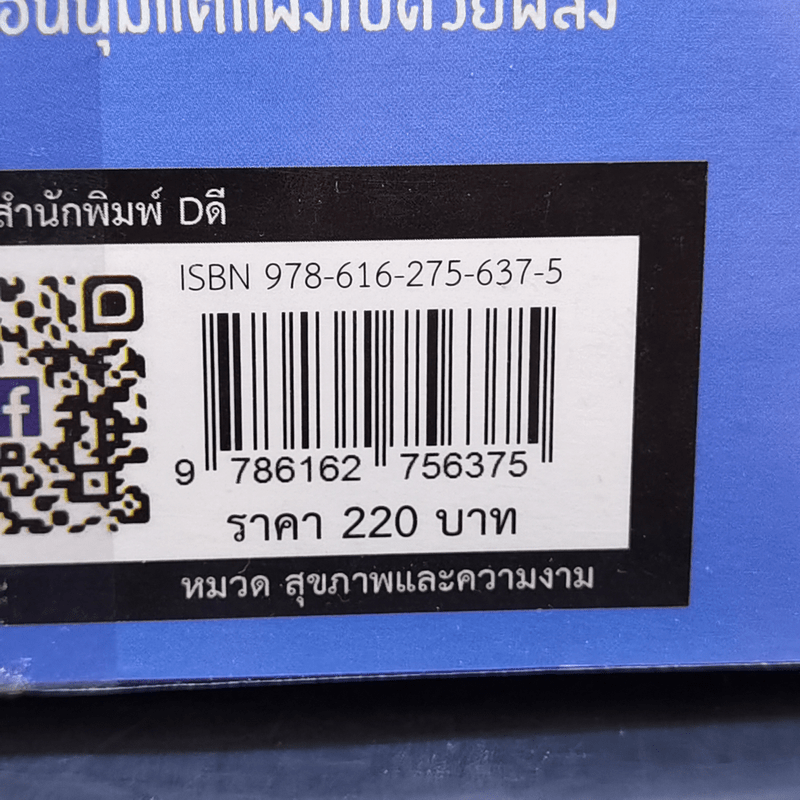 สำนักพิมพ์ Dดี
ISBN 978-616-275-637-5
9 786162 756375
ราคา 220 บาท
หมวด สุขภาพและความงาม